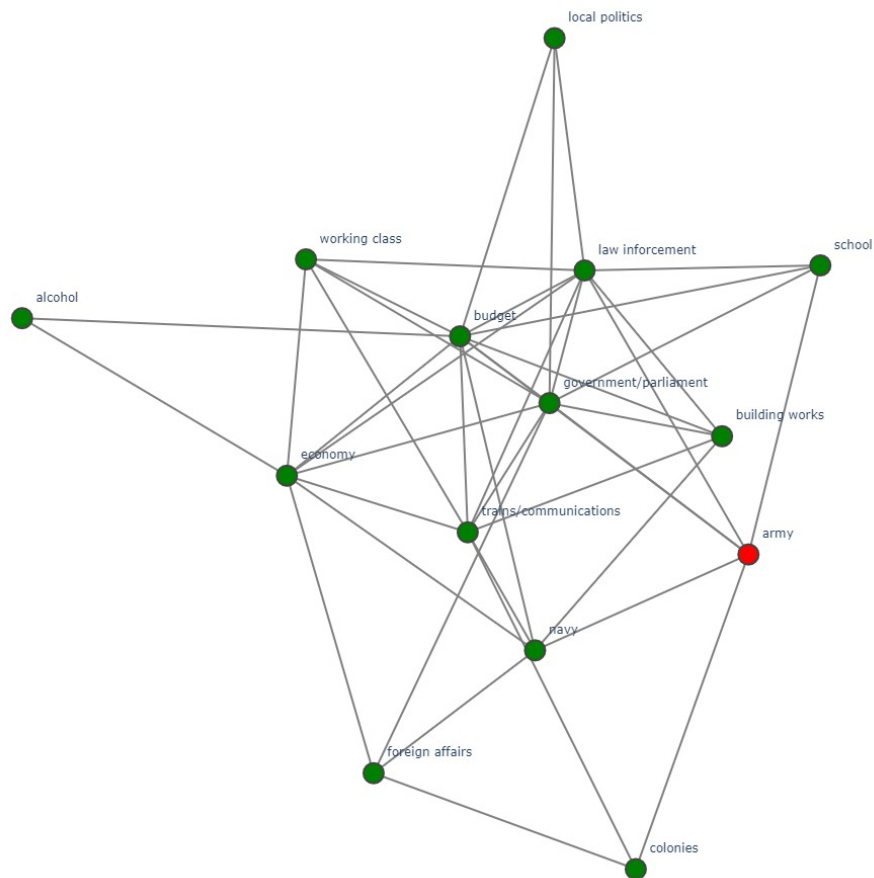 local politics
working class
law inforcement
school
alcohol
budget
government/parliament
building works
economy
trains/communications
army
navy
foreign affairs
colonies